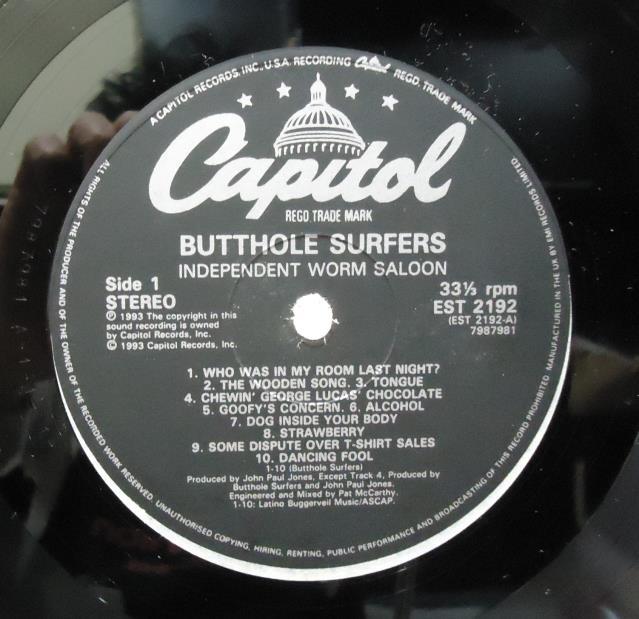 A CAPITOL RECORDS, INC., U.S.A. RECORDING Capitol REGD. TRADE MARK
Capitol
REGD TRADE MARK
BUTTHOLE SURFERS
INDEPENDENT WORM SALOON
Side 1
STEREO
℗ 1993 The copyright in this
sound recording is owned
by Capitol Records, Inc.
© 1993 Capitol Records, Inc.
33⅓ rpm
EST 2192
(EST 2192-A)
7987981
1. WHO WAS IN MY ROOM LAST NIGHT?
2. THE WOODEN SONG. 3. TONGUE
4. CHEWIN' GEORGE LUCAS' CHOCOLATE
5. GOOFY'S CONCERN. 6. ALCOHOL
7. DOG INSIDE YOUR BODY
8. STRAWBERRY
9. SOME DISPUTE OVER T-SHIRT SALES
10. DANCING FOOL
1-10 (Butthole Surfers)
Produced by John Paul Jones, Except Track 4, Produced by
Butthole Surfers and John Paul Jones.
Engineered and Mixed by Pat McCarthy.
1-10: Latino Buggerveil Music/ASCAP.
ALL RIGHTS OF THE PRODUCER AND OF THE OWNER OF THE RECORDED WORK RESERVED. UNAUTHORISED COPYING, HIRING, RENTING, PUBLIC PERFORMANCE AND BROADCASTING OF THIS RECORD PROHIBITED. MANUFACTURED IN THE UK BY EMI RECORDS LIMITED.